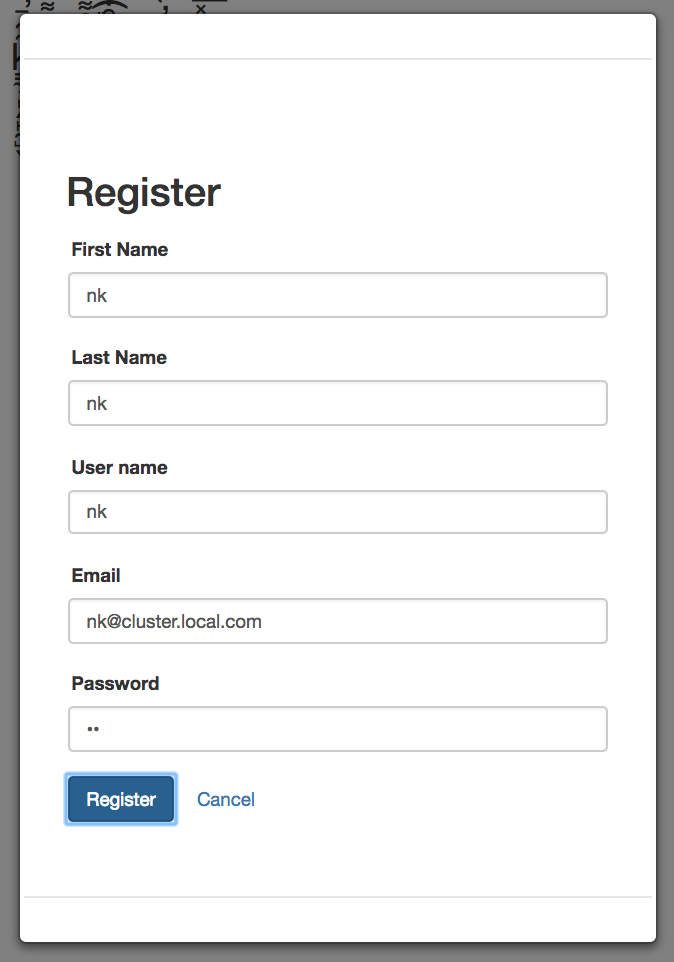 Register
First Name
nk
Last Name
nk
User name
nk
Email
nk@cluster.local.com
Password
••
Register Cancel